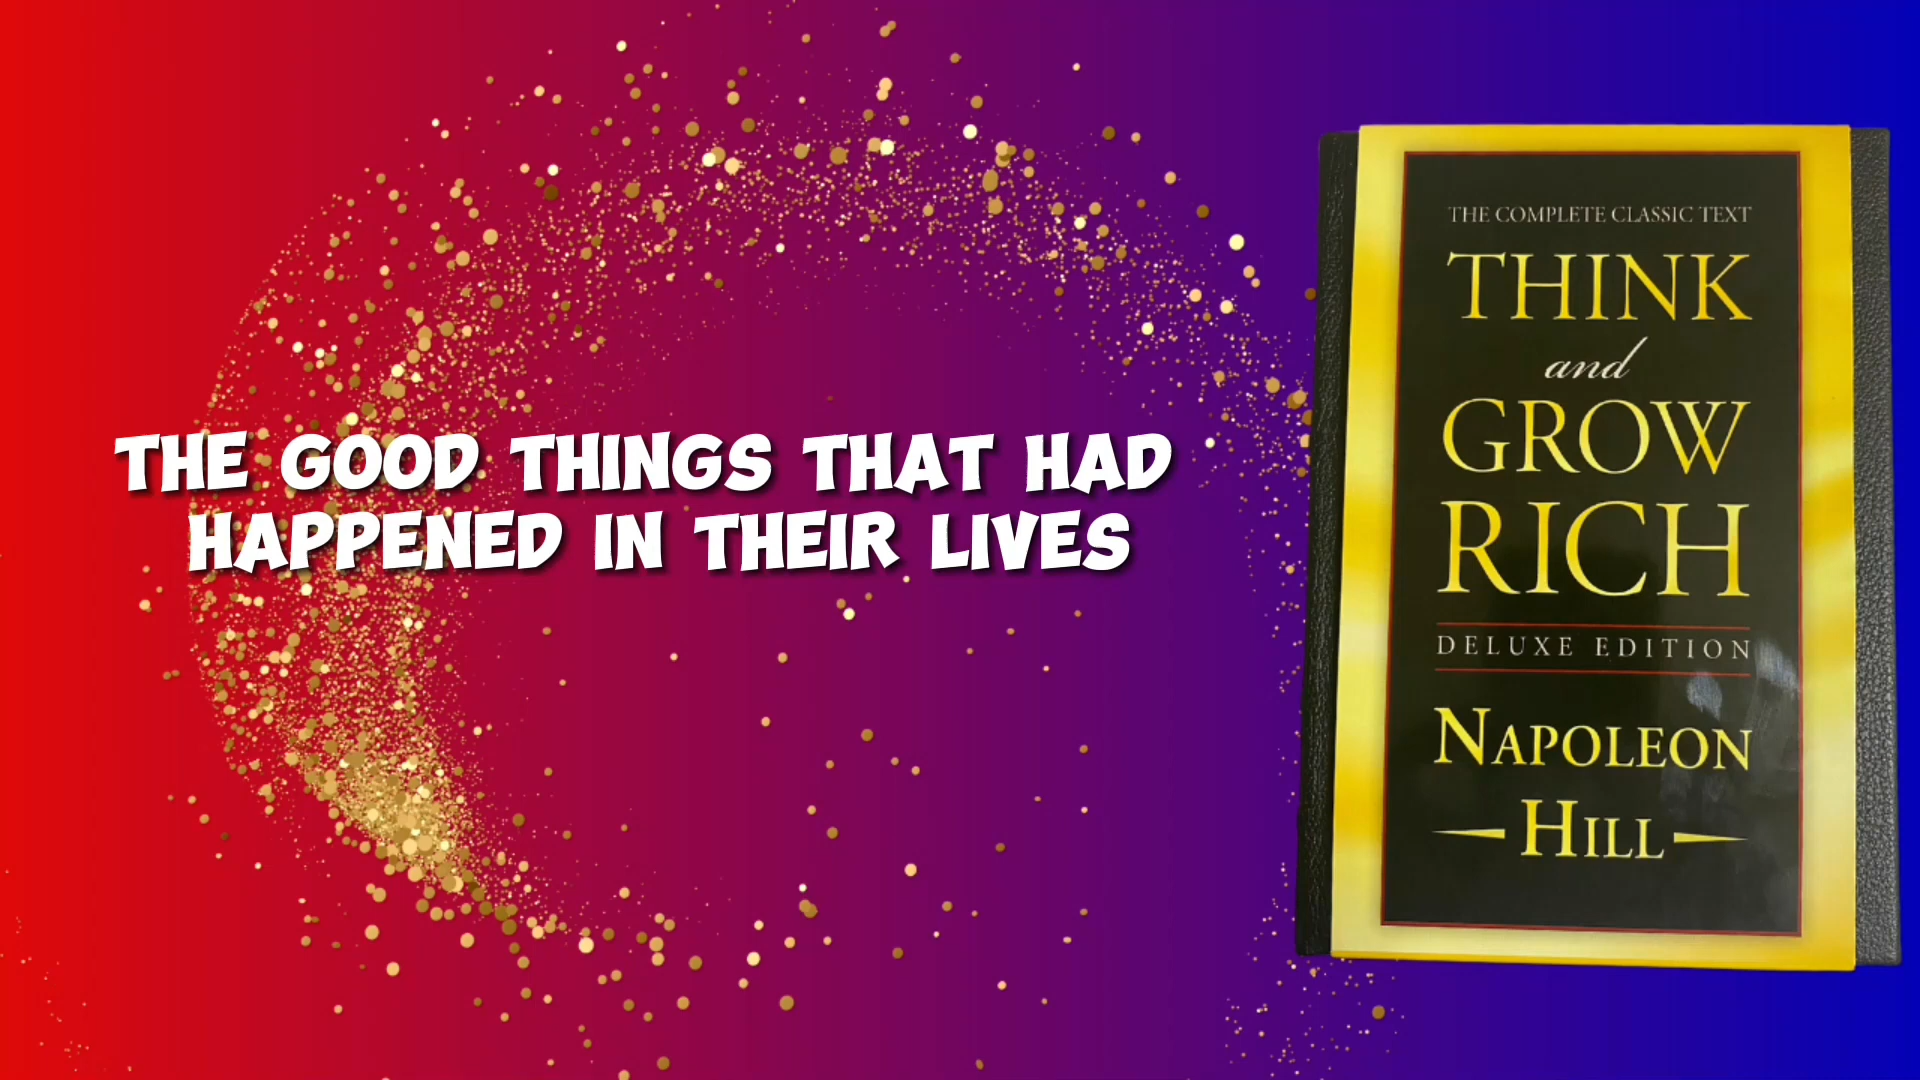 THE GOOD THINGS THAT HAD
HAPPENED IN THEIR LIVES
THE COMPLETE CLASSIC TEXT
THINK
and
GROW
RICH
DELUXE EDITION
NAPOLEON
HILL